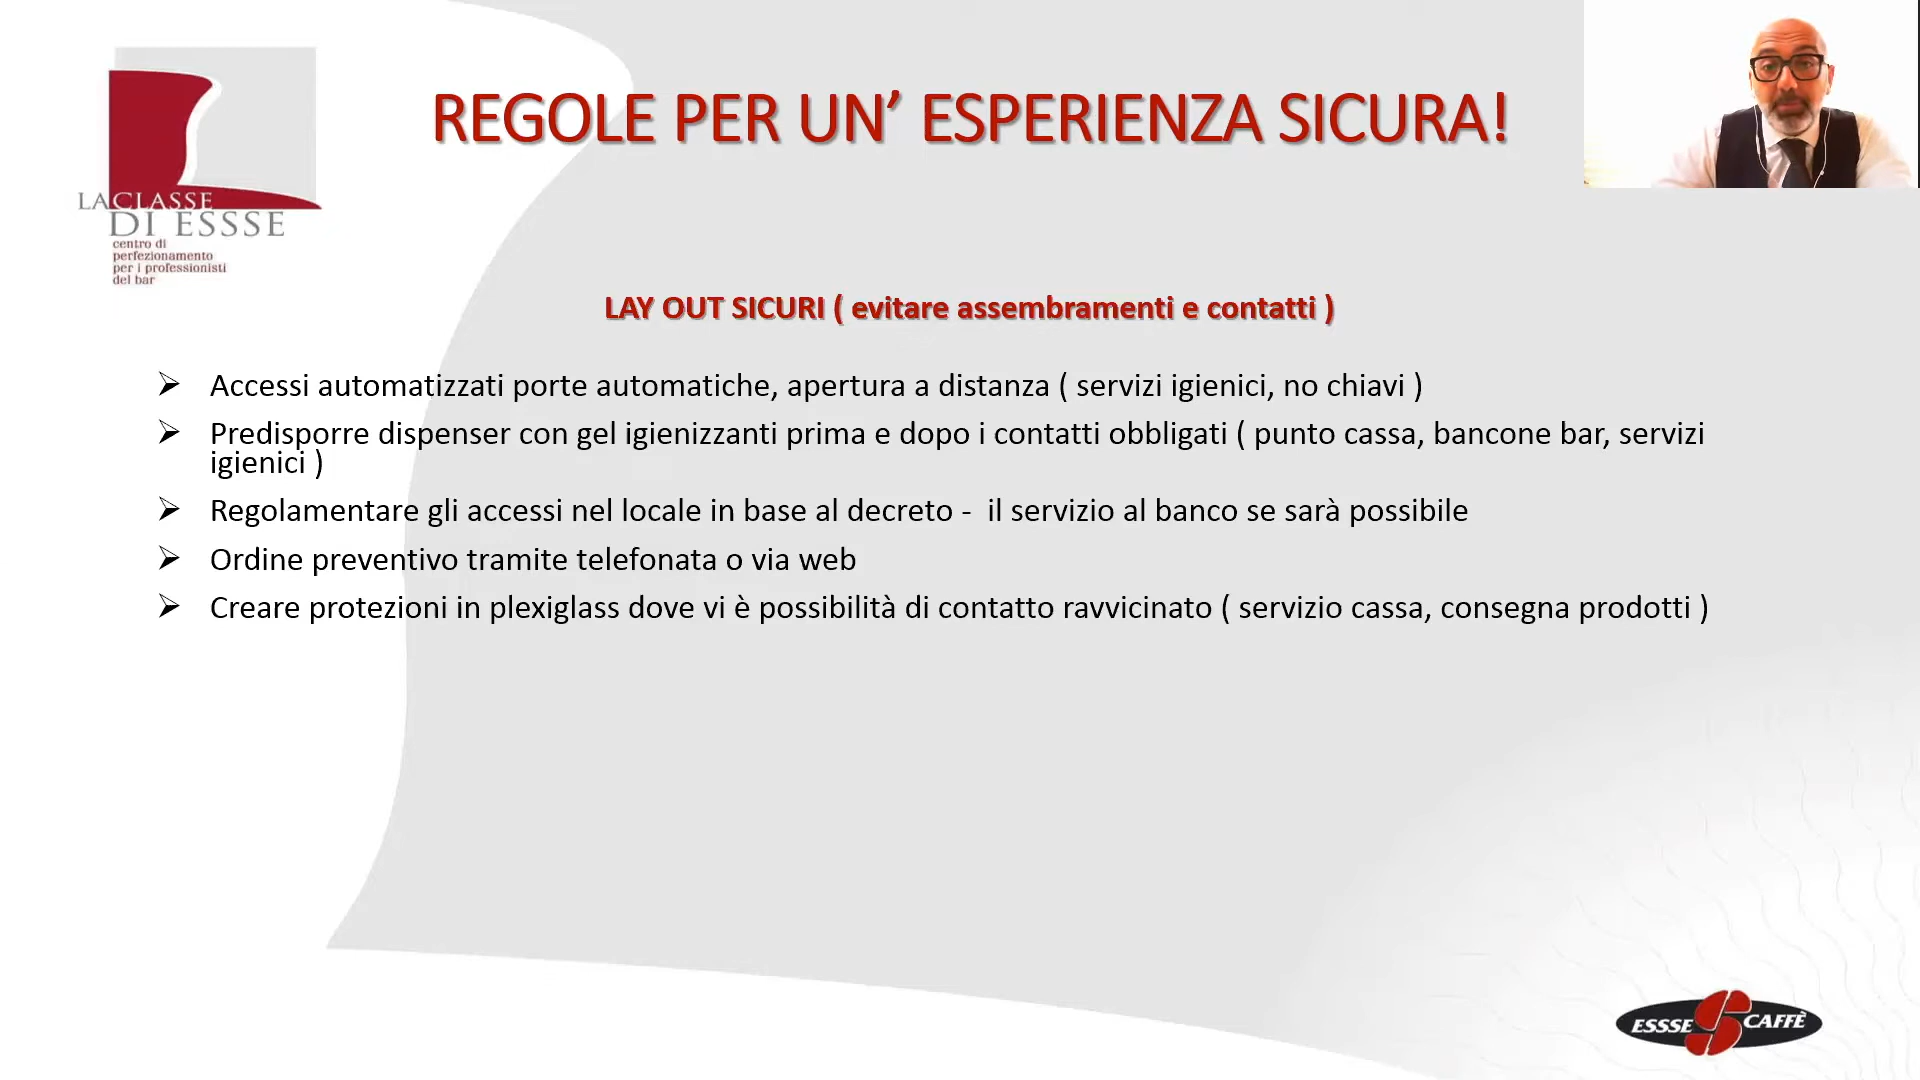 LACLASSE
DI ESSSE
centro di
perfezionamento
per i professionisti
del bar
REGOLE PER UN’ ESPERIENZA SICURA!
LAY OUT SICURI ( evitare assembramenti e contatti )
Accessi automatizzati porte automatiche, apertura a distanza ( servizi igienici, no chiavi )
Predisporre dispenser con gel igienizzanti prima e dopo i contatti obbligati ( punto cassa, bancone bar, servizi
igienici )
Regolamentare gli accessi nel locale in base al decreto -  il servizio al banco se sarà possibile
Ordine preventivo tramite telefonata o via web
Creare protezioni in plexiglass dove vi è possibilità di contatto ravvicinato ( servizio cassa, consegna prodotti )
ESSSE CAFFÈ